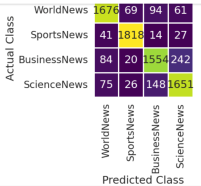 WorldNews 1676 69 94 61
SportsNews 41 1818 14 27
BusinessNews 84 20 1554 242
ScienceNews 75 26 148 1651
Actual Class
WorldNews
SportsNews
BusinessNews
ScienceNews
Predicted Class